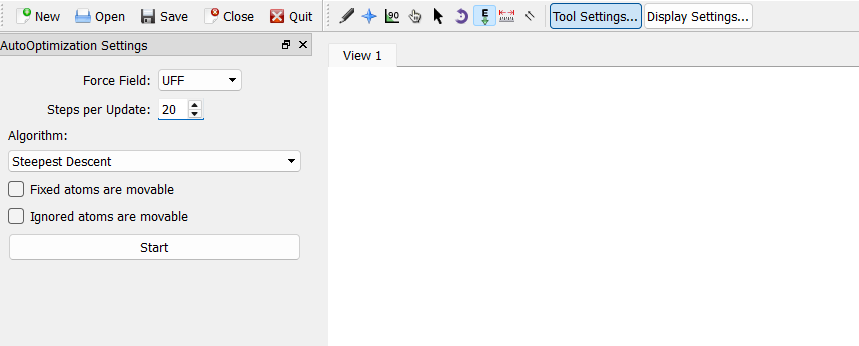 New Open Save Close Quit 90 E Tool Settings... Display Settings...
AutoOptimization Settings
View 1
Force Field: UFF
Steps per Update: 20
Algorithm:
Steepest Descent
Fixed atoms are movable
Ignored atoms are movable
Start